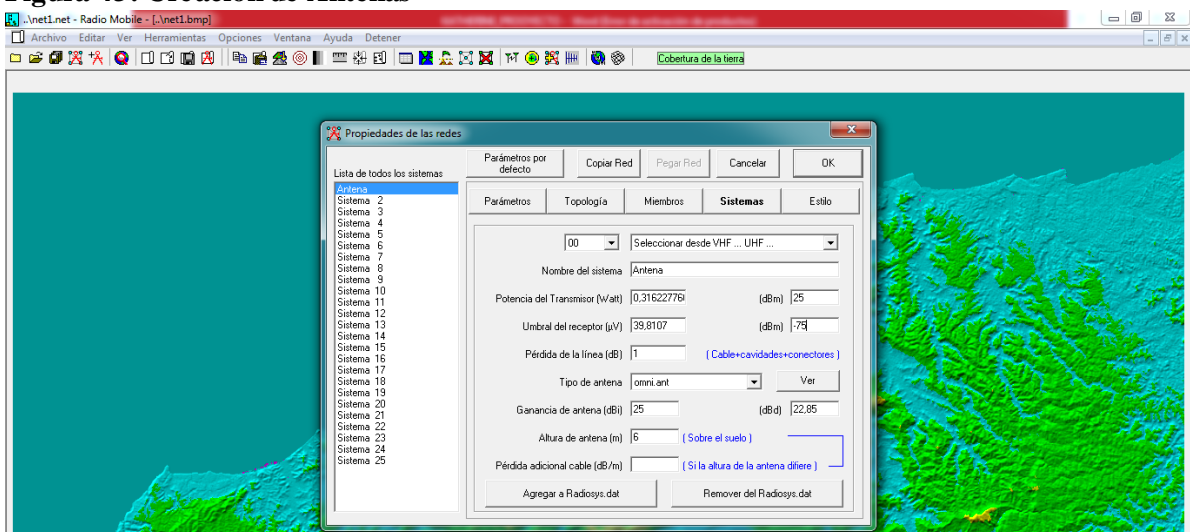 Figura 43: Creación de Antenas
..\net1.net - Radio Mobile - [..\net1.bmp]
Archivo Editar Ver Herramientas Opciones Ventana Ayuda Detener
Cobertura de la tierra
Propiedades de las redes
Lista de todos los sistemas
Parámetros por defecto
Copiar Red
Pegar Red
Cancelar
OK
Antena
Sistema 2
Sistema 3
Sistema 4
Sistema 5
Sistema 6
Sistema 7
Sistema 8
Sistema 9
Sistema 10
Sistema 11
Sistema 12
Sistema 13
Sistema 14
Sistema 15
Sistema 16
Sistema 17
Sistema 18
Sistema 19
Sistema 20
Sistema 21
Sistema 22
Sistema 23
Sistema 24
Sistema 25
Parámetros Topología Miembros Sistemas Estilo
00 Seleccionar desde VHF ... UHF ...
Nombre del sistema Antena
Potencia del Transmisor (Watt) 0,31622776 (dBm) 25
Umbral del receptor (µV) 39,8107 (dBm) -75
Pérdida de la línea (dB) 1 ( Cable+cavidades+conectores )
Tipo de antena omni.ant Ver
Ganancia de antena (dBi) 25 (dBd) 22,85
Altura de antena (m) 6 ( Sobre el suelo )
Pérdida adicional cable (dB/m) ( Si la altura de la antena difiere )
Agregar a Radiosys.dat Remover del Radiosys.dat